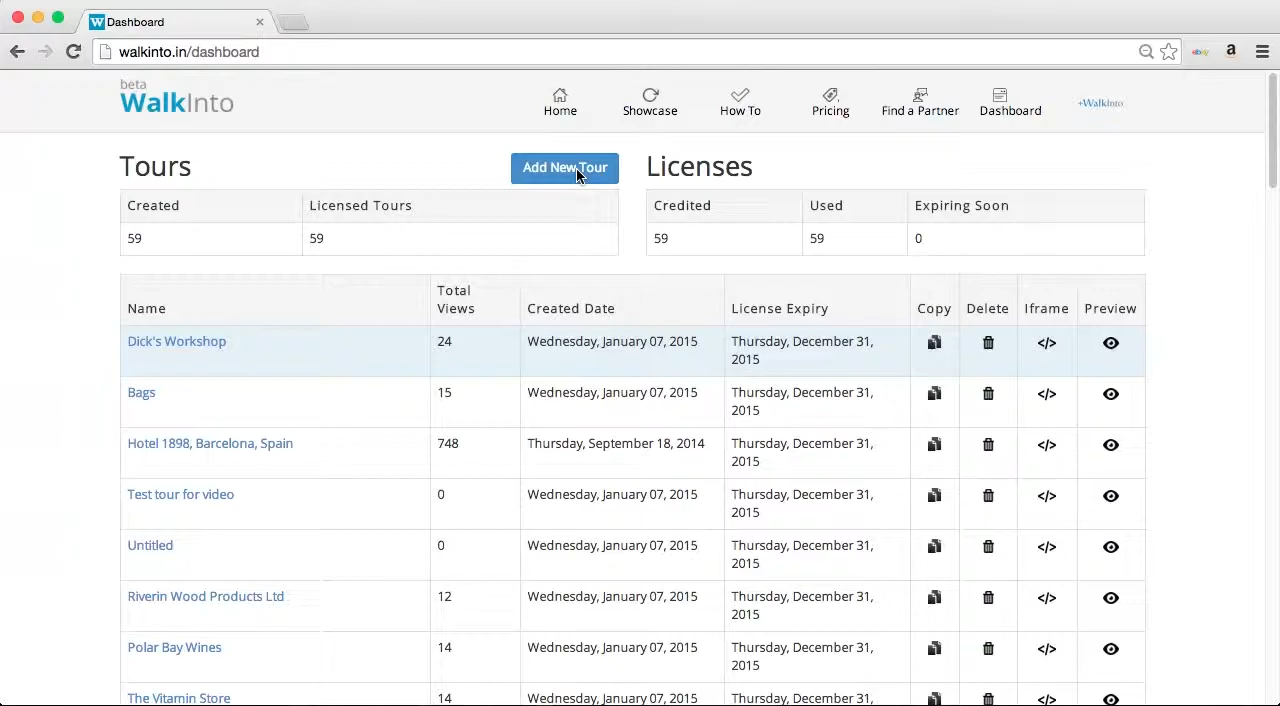 Dashboard
walkinto.in/dashboard
ebay
a
beta
WalkInto
Home
Showcase
How To
Pricing
Find a Partner
Dashboard
+WalkInto
Tours
Add New Tour
Licenses
Created
Licensed Tours
59
59
Credited
Used
Expiring Soon
59
59
0
Name
Total Views
Created Date
License Expiry
Copy
Delete
Iframe
Preview
Dick's Workshop
24
Wednesday, January 07, 2015
Thursday, December 31,
2015
Bags
15
Wednesday, January 07, 2015
Thursday, December 31,
2015
Hotel 1898, Barcelona, Spain
748
Thursday, September 18, 2014
Thursday, December 31,
2015
Test tour for video
0
Wednesday, January 07, 2015
Thursday, December 31,
2015
Untitled
0
Wednesday, January 07, 2015
Thursday, December 31,
2015
Riverin Wood Products Ltd
12
Wednesday, January 07, 2015
Thursday, December 31,
2015
Polar Bay Wines
14
Wednesday, January 07, 2015
Thursday, December 31,
2015
The Vitamin Store
14
Wednesday, January 07, 2015
Thursday, December 31,